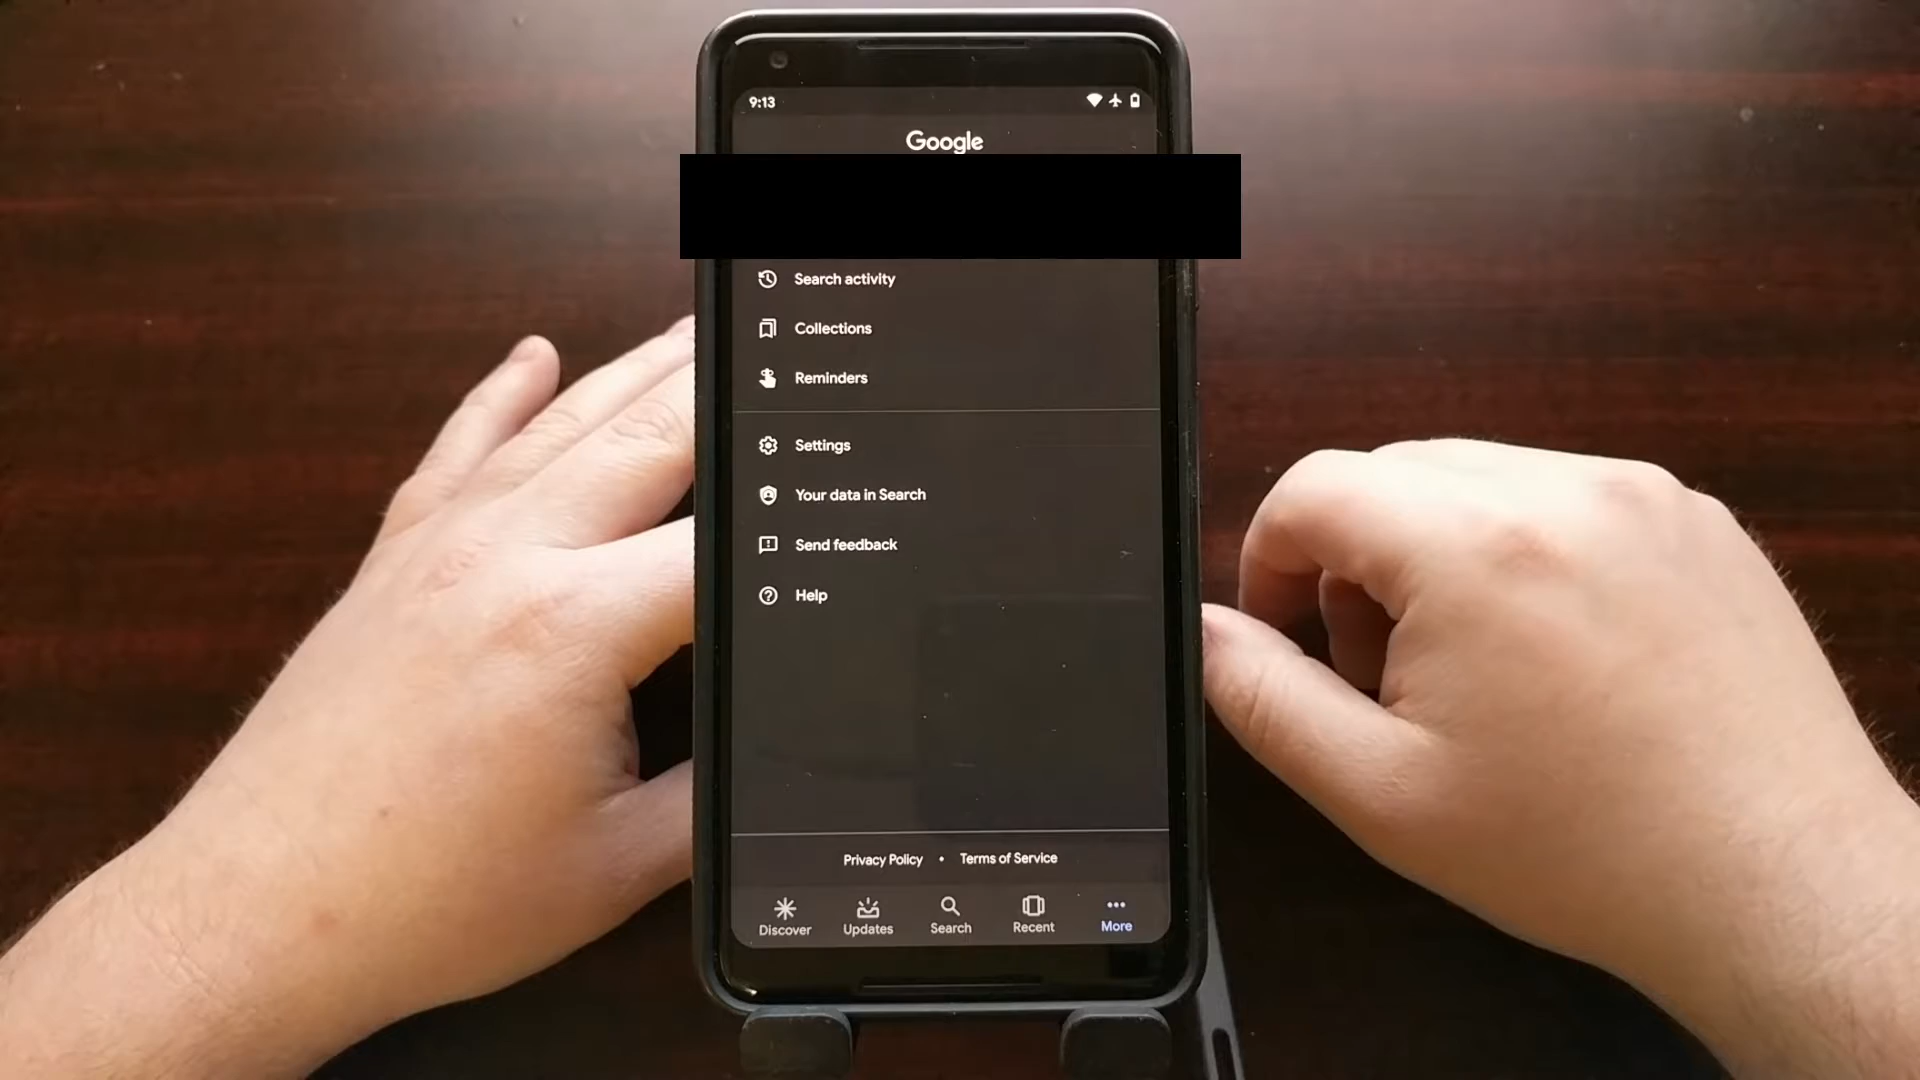 9:13
Google
Search activity
Collections
Reminders
Settings
Your data in Search
Send feedback
Help
Privacy Policy • Terms of Service
Discover Updates Search Recent More